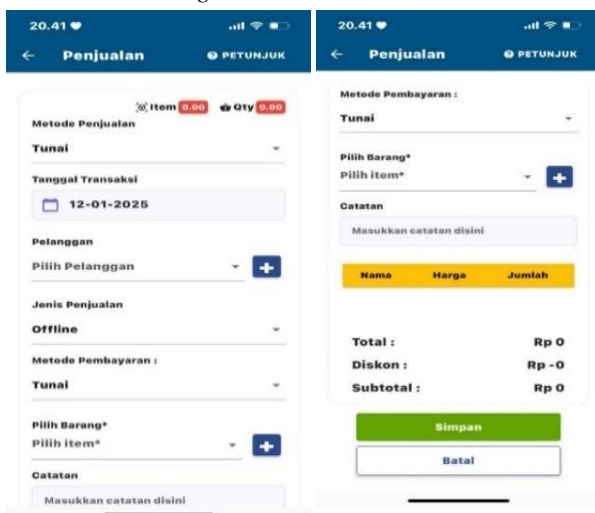 20.41
Penjualan
PETUNJUK
Item 0.00 Qty 0.00
Metode Penjualan
Tunai
Tanggal Transaksi
12-01-2025
Pelanggan
Pilih Pelanggan
Jenis Penjualan
Offline
Metode Pembayaran :
Tunai
Pilih Barang*
Pilih item*
Catatan
Masukkan catatan disini
20.41
Penjualan
PETUNJUK
Metode Pembayaran :
Tunai
Pilih Barang*
Pilih item*
Catatan
Masukkan catatan disini
Nama Harga Jumlah
Total : Rp 0
Diskon : Rp -0
Subtotal : Rp 0
Simpan
Batal